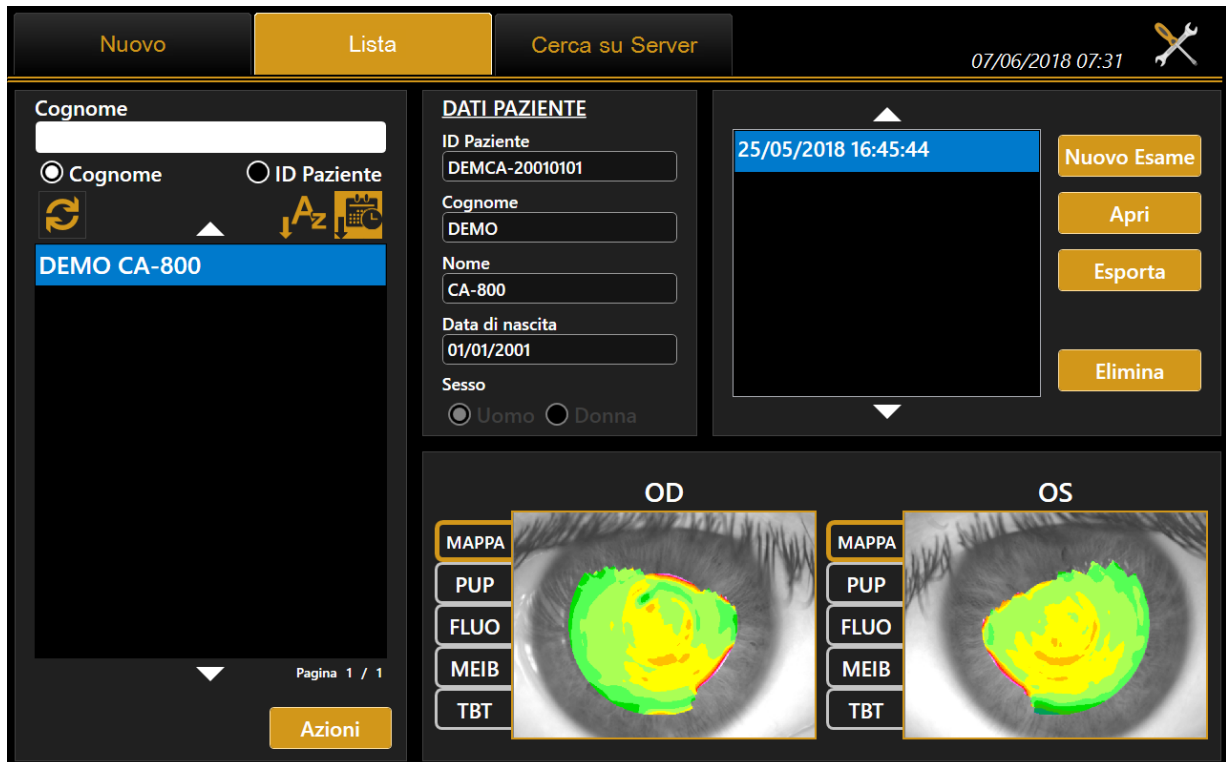 Nuovo
Lista
Cerca su Server
07/06/2018 07:31
Cognome
Cognome
ID Paziente
Az
DEMO CA-800
Pagina 1 / 1
Azioni
DATI PAZIENTE
ID Paziente
DEMCA-20010101
Cognome
DEMO
Nome
CA-800
Data di nascita
01/01/2001
Sesso
Uomo
Donna
25/05/2018 16:45:44
Nuovo Esame
Apri
Esporta
Elimina
OD
MAPPA
PUP
FLUO
MEIB
TBT
OS
MAPPA
PUP
FLUO
MEIB
TBT